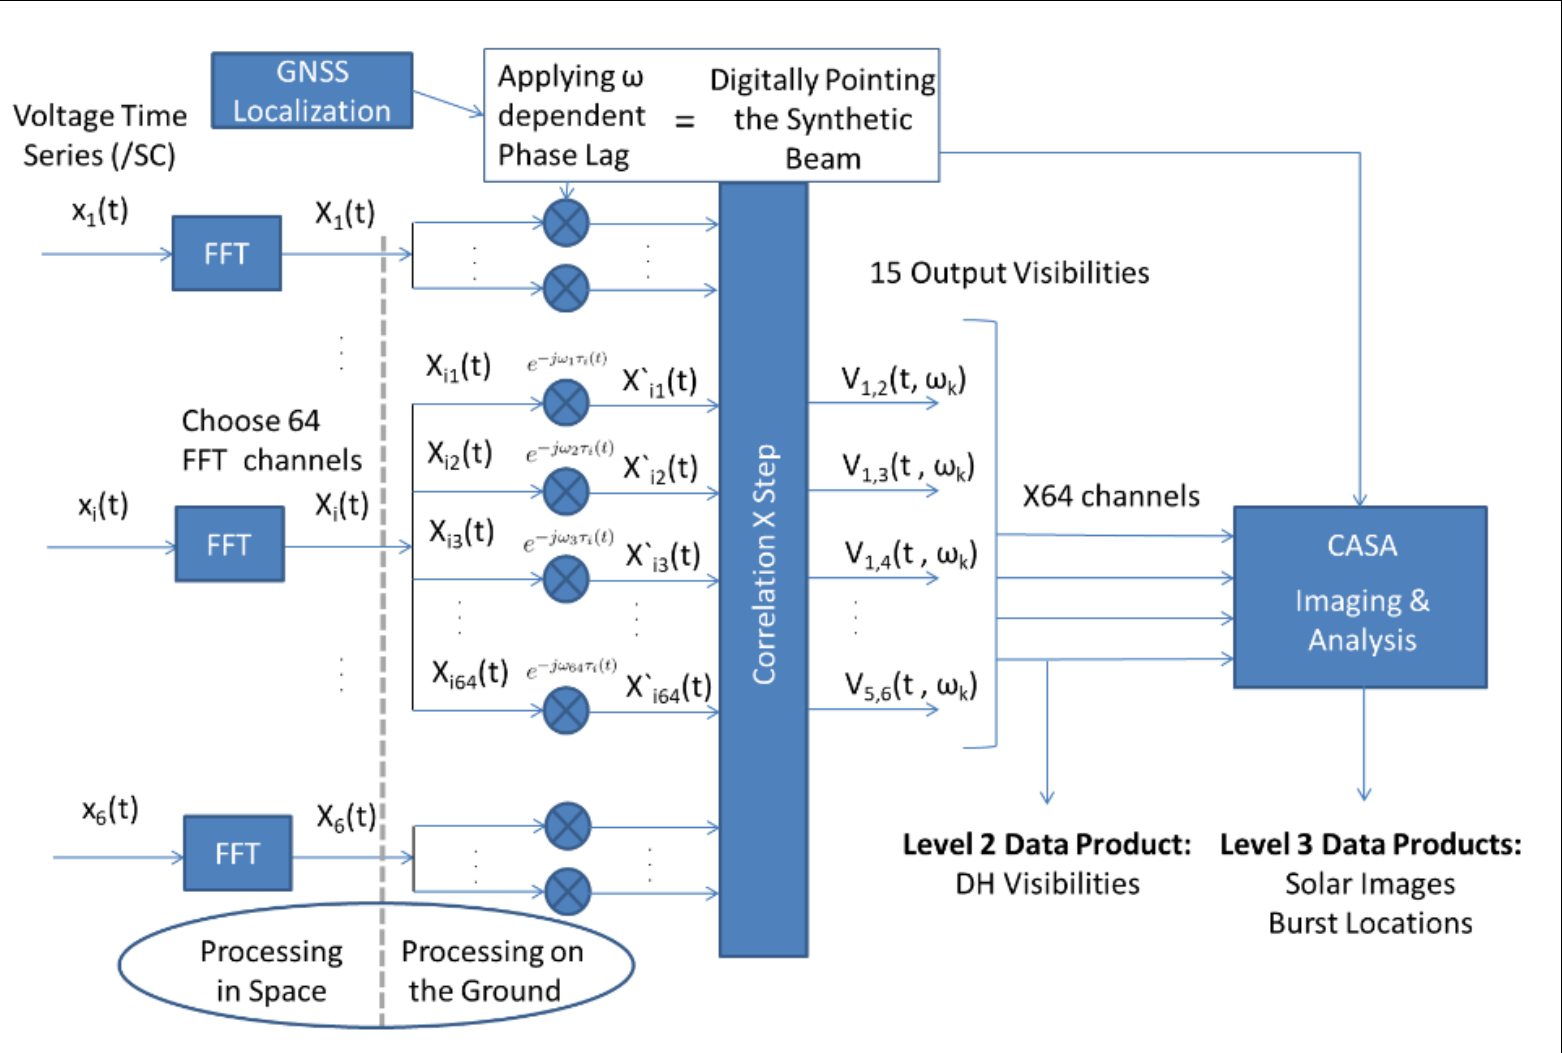 GNSS
Localization
Applying ω
dependent
Phase Lag
=
Digitally Pointing
the Synthetic
Beam
Voltage Time
Series (/SC)
x1(t)
FFT
X1(t)
15 Output Visibilities
Choose 64
FFT channels
xi(t)
FFT
Xi(t)
Xi1(t)
e^{-jω1τi(t)}
X`i1(t)
Xi2(t)
e^{-jω2τi(t)}
X`i2(t)
Xi3(t)
e^{-jω3τi(t)}
X`i3(t)
Xi64(t)
e^{-jω64τi(t)}
X`i64(t)
Correlation X Step
V1,2(t, ωk)
V1,3(t , ωk)
V1,4(t , ωk)
V5,6(t , ωk)
X64 channels
CASA
Imaging &
Analysis
x6(t)
FFT
X6(t)
Level 2 Data Product:
DH Visibilities
Level 3 Data Products:
Solar Images
Burst Locations
Processing
in Space
Processing on
the Ground